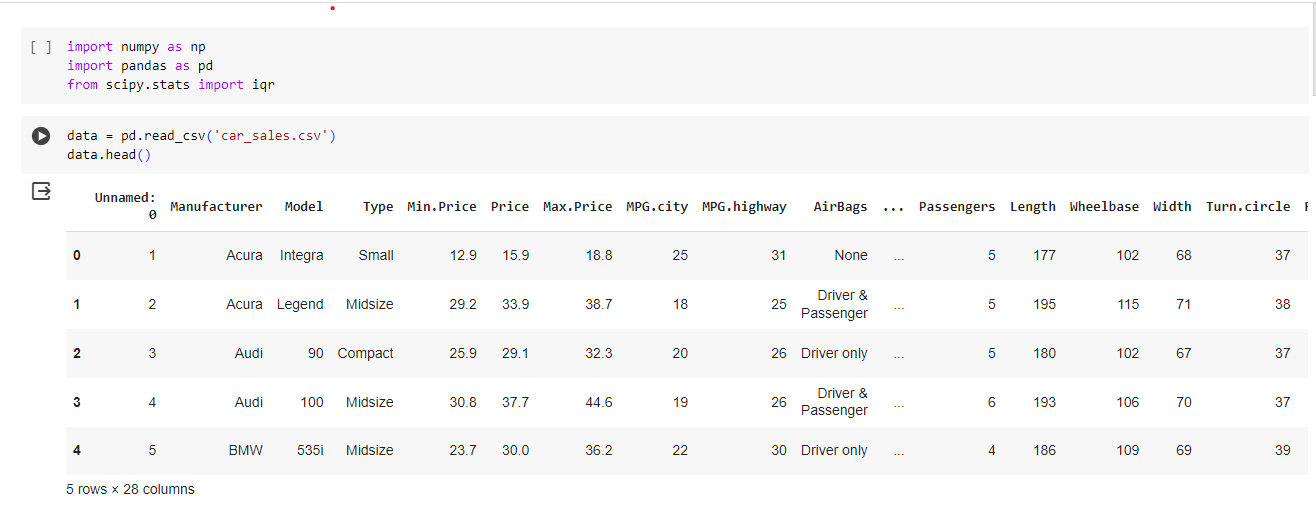 [ ] import numpy as np
import pandas as pd
from scipy.stats import iqr
data = pd.read_csv('car_sales.csv')
data.head()
Unnamed: 0 Manufacturer Model Type Min.Price Price Max.Price MPG.city MPG.highway AirBags ... Passengers Length Wheelbase Width Turn.circle
0 1 Acura Integra Small 12.9 15.9 18.8 25 31 None ... 5 177 102 68 37
1 2 Acura Legend Midsize 29.2 33.9 38.7 18 25 Driver & Passenger ... 5 195 115 71 38
2 3 Audi 90 Compact 25.9 29.1 32.3 20 26 Driver only ... 5 180 102 67 37
3 4 Audi 100 Midsize 30.8 37.7 44.6 19 26 Driver & Passenger ... 6 193 106 70 37
4 5 BMW 535i Midsize 23.7 30.0 36.2 22 30 Driver only ... 4 186 109 69 39
5 rows × 28 columns